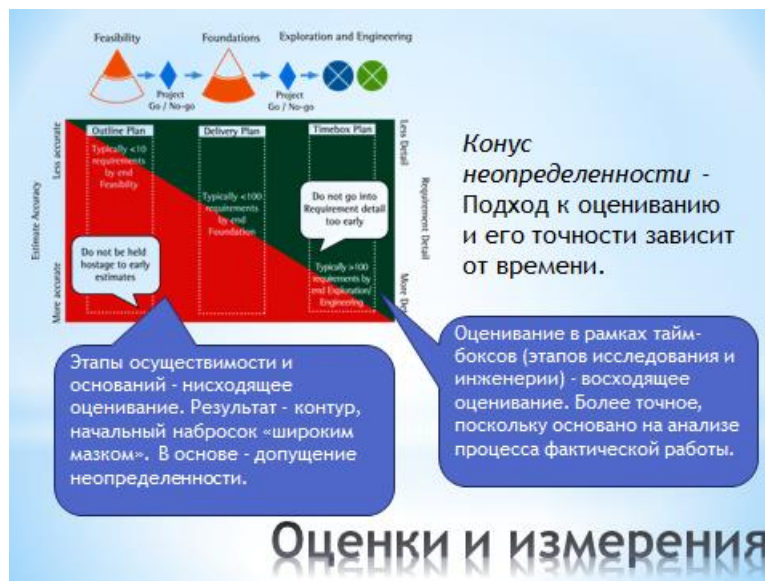 Feasibility
Foundations
Exploration and Engineering
Project
Go / No-go
Project
Go / No-go
Outline Plan
Delivery Plan
Timebox Plan
Less accurate
Estimate Accuracy
More accurate
Less Detail
Requirement Detail
More De
Typically <10
requirements
by end
Feasibility
Typically <100
requirements
by end
Foundation
Do not go into
Requirement detail
too early
Do not be held
hostage to early
estimates
Typically >100
requirements by
end Exploration/
Engineering
Конус
неопределенности -
Подход к оцениванию
и его точности зависит
от времени.
Этапы осуществимости и
оснований - нисходящее
оценивание. Результат - контур,
начальный набросок «широким
мазком». В основе - допущение
неопределенности.
Оценивание в рамках тайм-
боксов (этапов исследования и
инженерии) - восходящее
оценивание. Более точное,
поскольку основано на анализе
процесса фактической работы.
Оценки и измерения